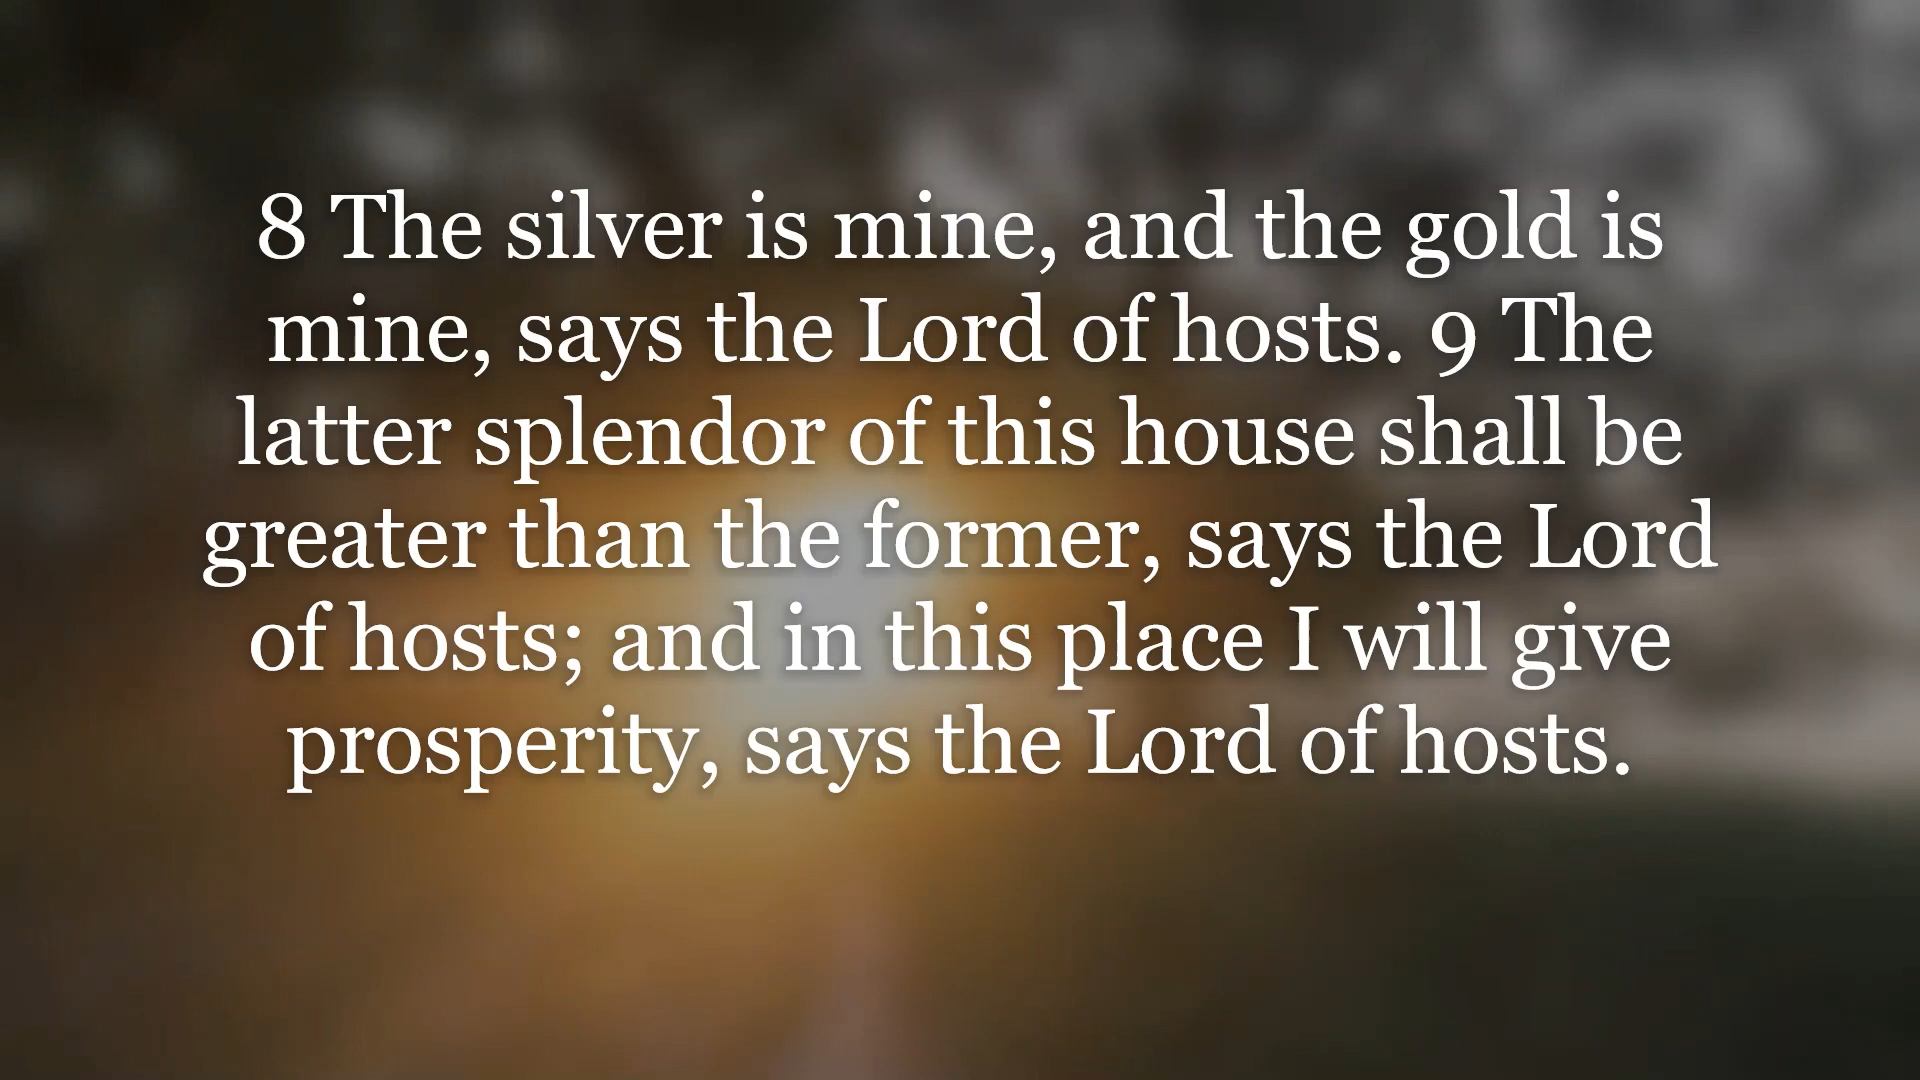 8 The silver is mine, and the gold is
mine, says the Lord of hosts. 9 The
latter splendor of this house shall be
greater than the former, says the Lord
of hosts; and in this place I will give
prosperity, says the Lord of hosts.